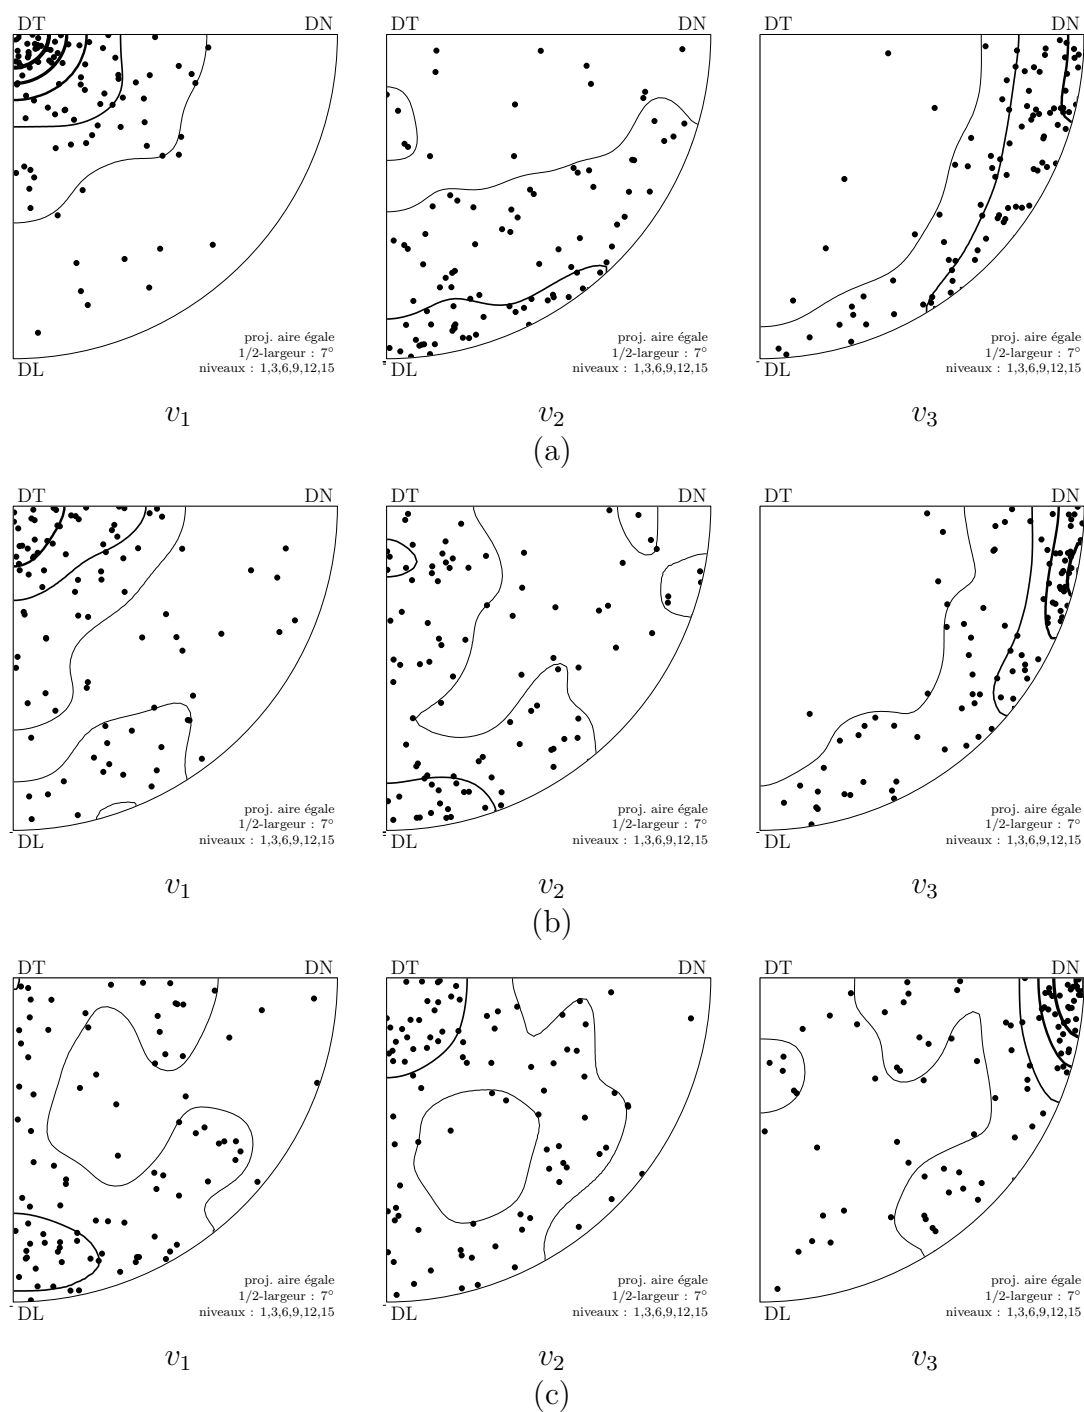 DT DN DT DN DT DN
proj. aire égale proj. aire égale proj. aire égale
1/2-largeur : 7° 1/2-largeur : 7° 1/2-largeur : 7°
DL niveaux : 1,3,6,9,12,15 DL niveaux : 1,3,6,9,12,15 DL niveaux : 1,3,6,9,12,15
v1 v2 v3
(a)
DT DN DT DN DT DN
proj. aire égale proj. aire égale proj. aire égale
1/2-largeur : 7° 1/2-largeur : 7° 1/2-largeur : 7°
DL niveaux : 1,3,6,9,12,15 DL niveaux : 1,3,6,9,12,15 DL niveaux : 1,3,6,9,12,15
v1 v2 v3
(b)
DT DN DT DN DT DN
proj. aire égale proj. aire égale proj. aire égale
1/2-largeur : 7° 1/2-largeur : 7° 1/2-largeur : 7°
DL niveaux : 1,3,6,9,12,15 DL niveaux : 1,3,6,9,12,15 DL niveaux : 1,3,6,9,12,15
v1 v2 v3
(c)